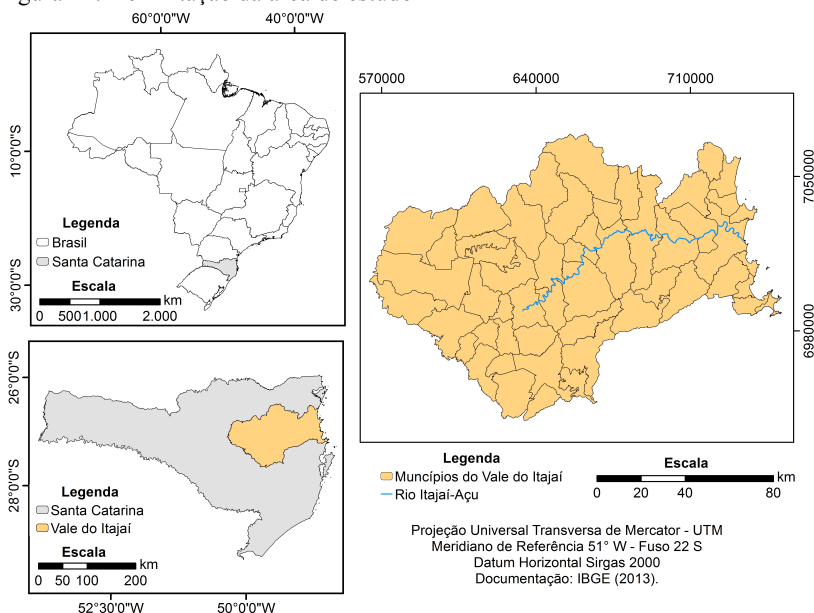 60°0'0"W
40°0'0"W
10°0'0"S
30°0'0"S
Legenda
Brasil
Santa Catarina
Escala
km
0 500 1.000 2.000
26°0'0"S
28°0'0"S
Legenda
Santa Catarina
Vale do Itajaí
Escala
km
0 50 100 200
52°30'0"W
50°0'0"W
570000
640000
710000
7050000
6980000
Legenda
Muncípios do Vale do Itajaí
Rio Itajaí-Açu
Escala
km
0 20 40 80
Projeção Universal Transversa de Mercator - UTM
Meridiano de Referência 51° W - Fuso 22 S
Datum Horizontal Sirgas 2000
Documentação: IBGE (2013).